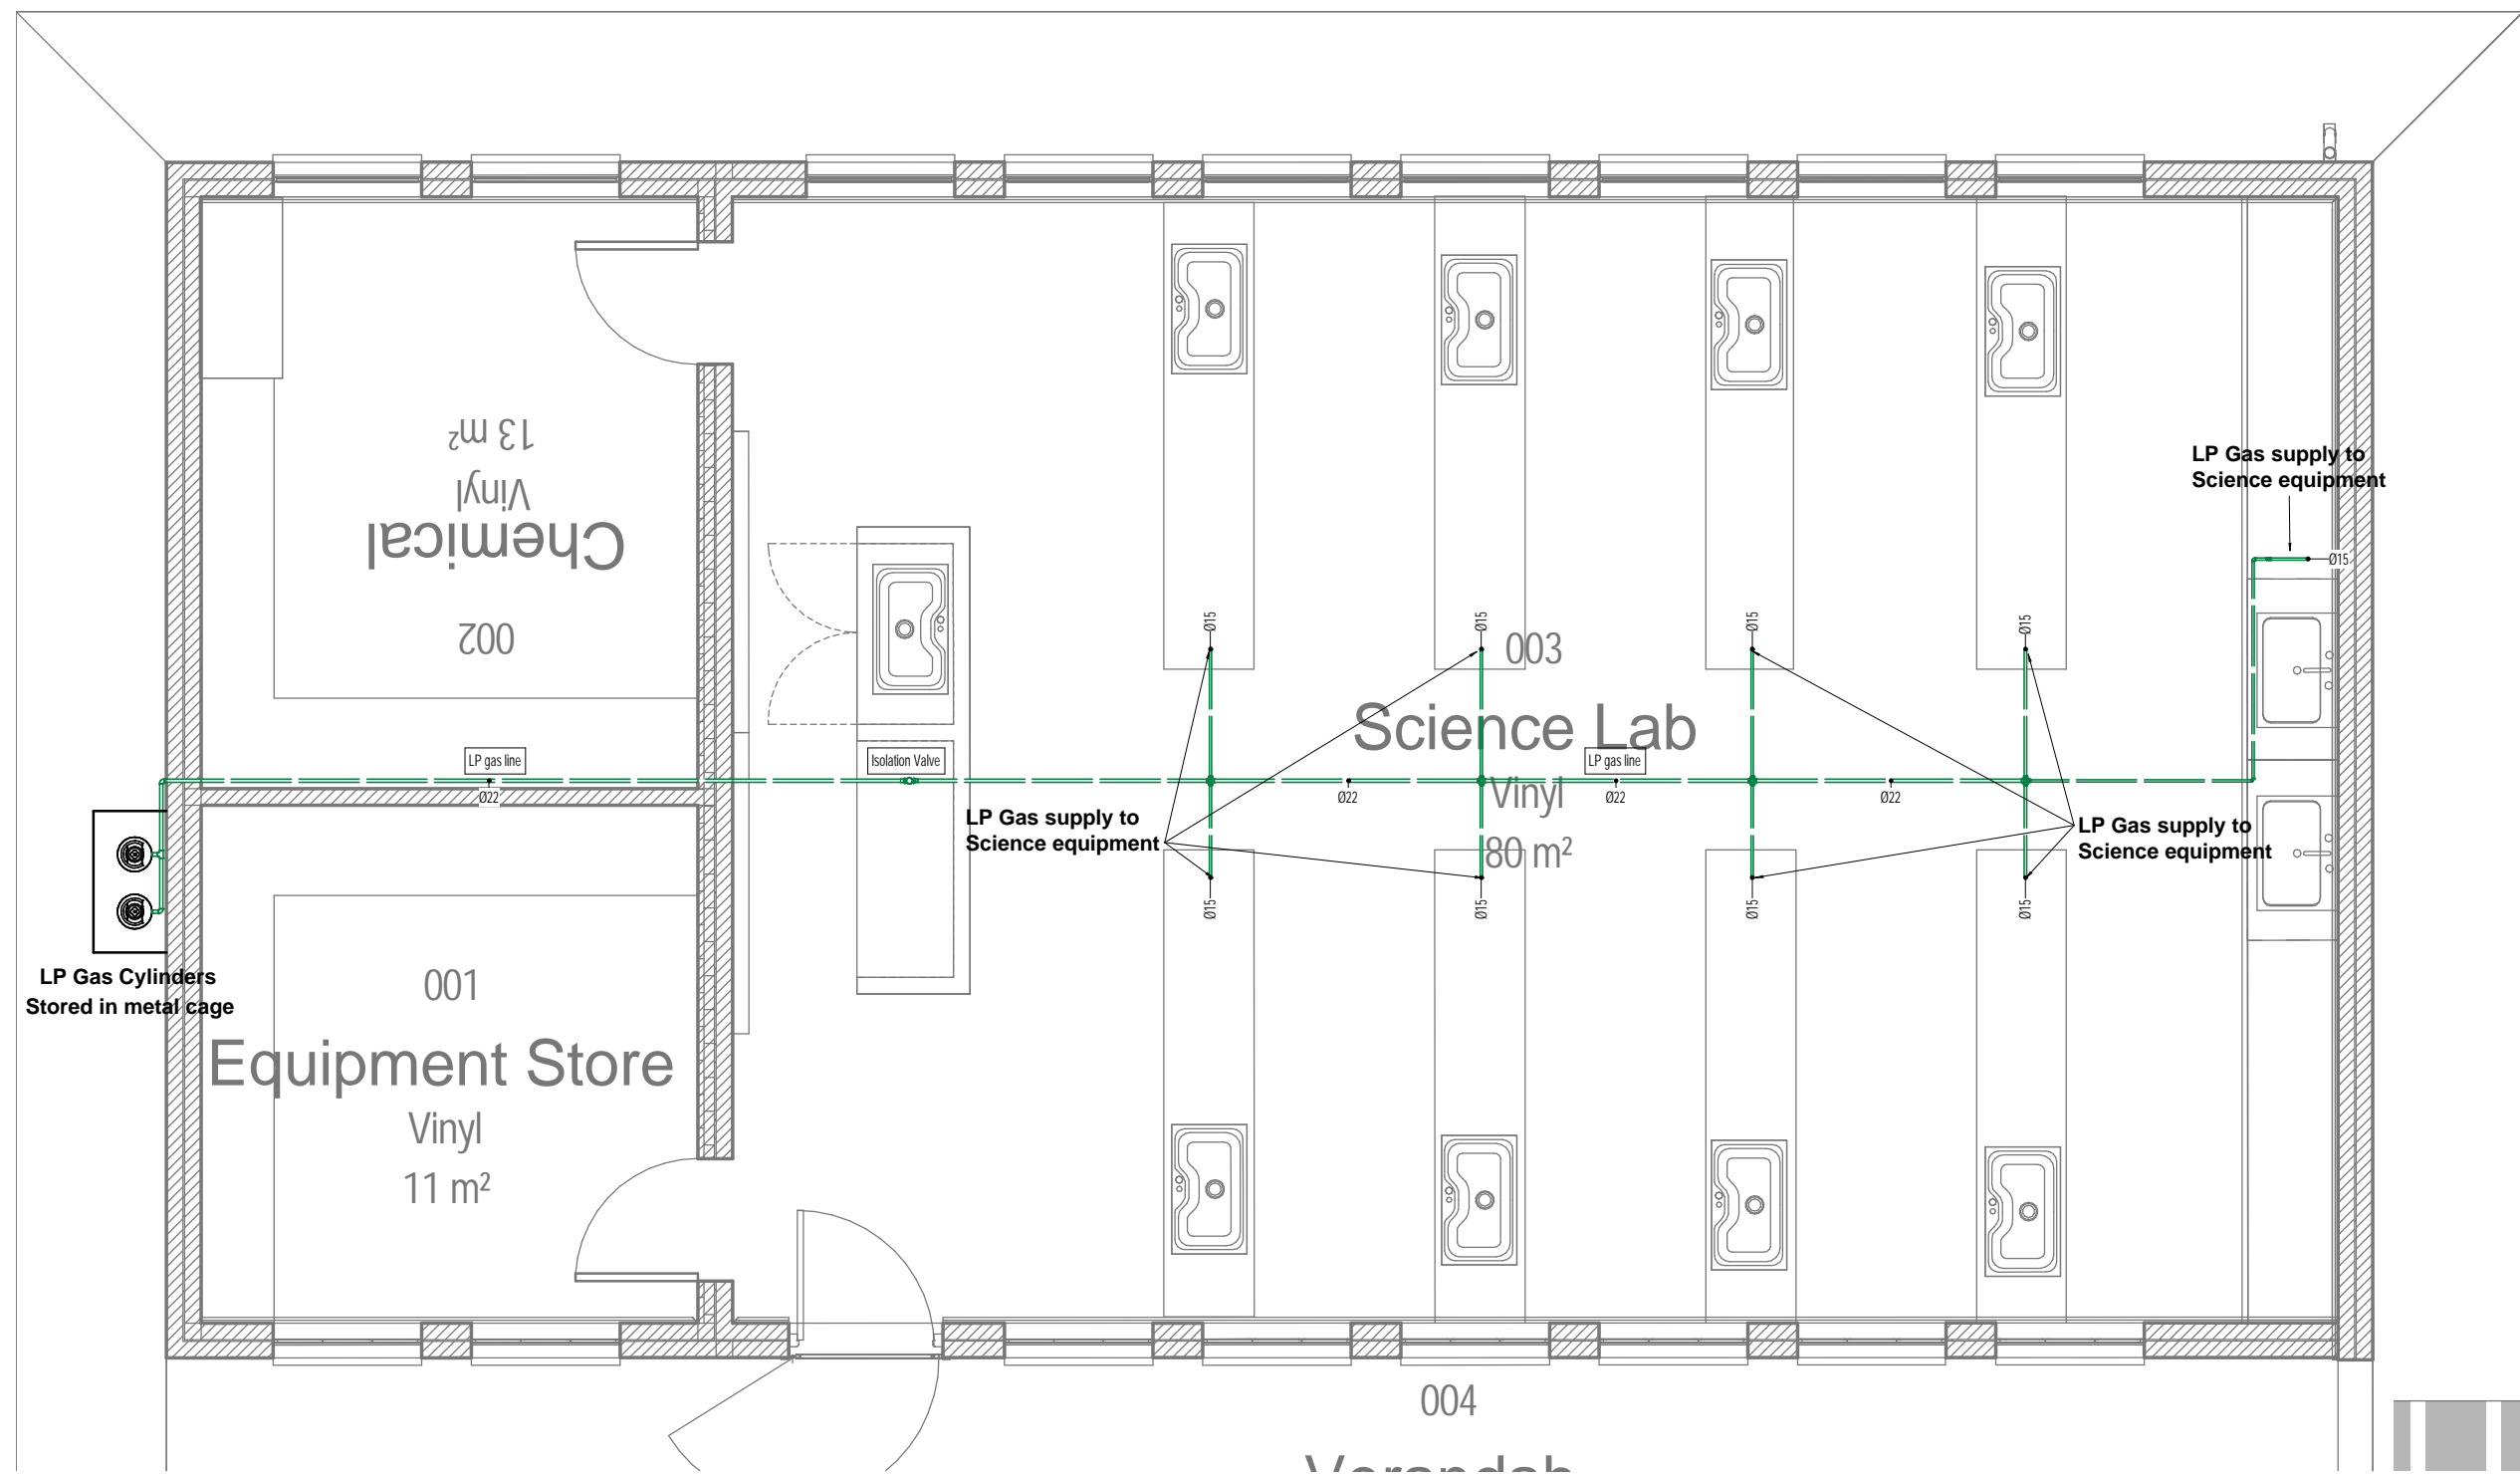 13 m²
Vinyl
Chemical
002
LP Gas supply to
Science equipment
Ø15
Ø15
Ø15
Ø15
Ø15
003
Science Lab
Vinyl
80 m²
LP gas line
Ø22
Isolation Valve
LP gas line
Ø22
Ø22
Ø22
LP Gas supply to
Science equipment
LP Gas supply to
Science equipment
Ø15
Ø15
Ø15
Ø15
LP Gas Cylinders
Stored in metal cage
001
Equipment Store
Vinyl
11 m²
004
Verandah